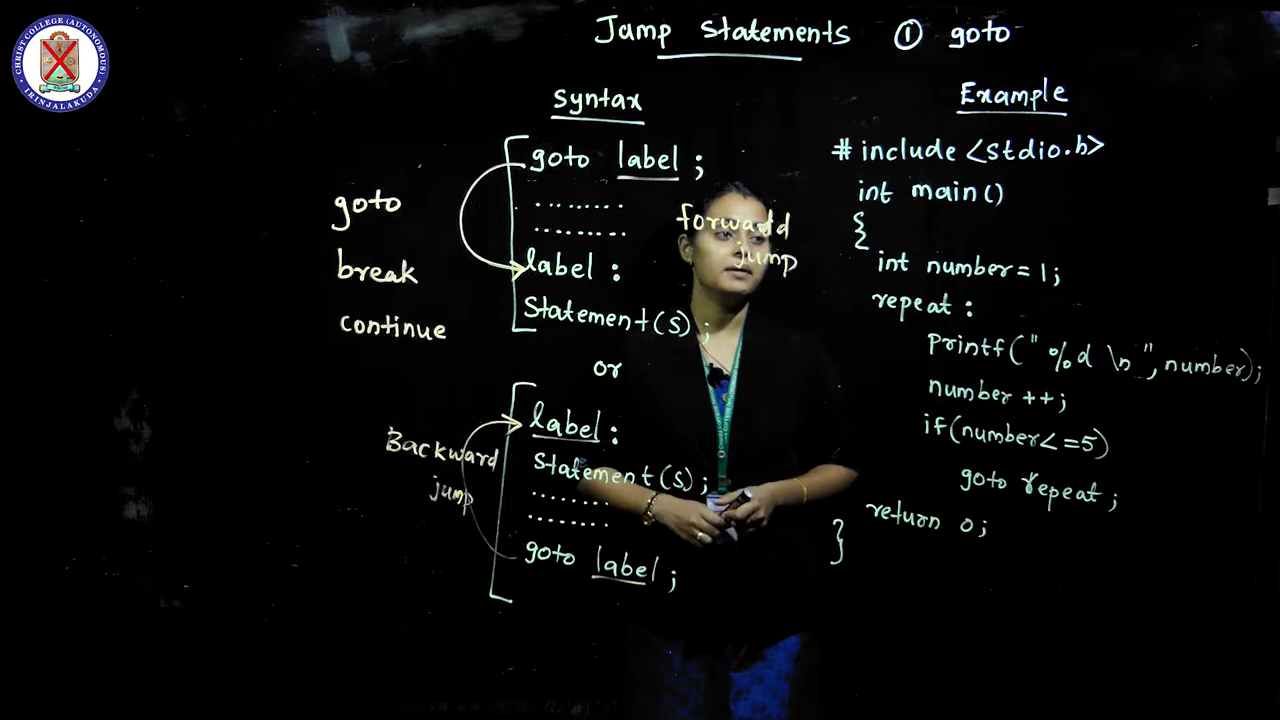 CHRIST COLLEGE (AUTONOMOUS)
IRINJALAKUDA
Jump Statements ① goto
goto
break
continue
Syntax
goto label ;
.........
.........
label :
Statement(s) ;
forward
jump
or
label :
Statement(s) ;
.........
.........
goto label ;
Backward
jump
Example
# include <stdio.h>
int main()
{
int number = 1;
repeat :
printf(" %d \n", number);
number ++;
if(number<=5)
goto repeat ;
return 0;
}